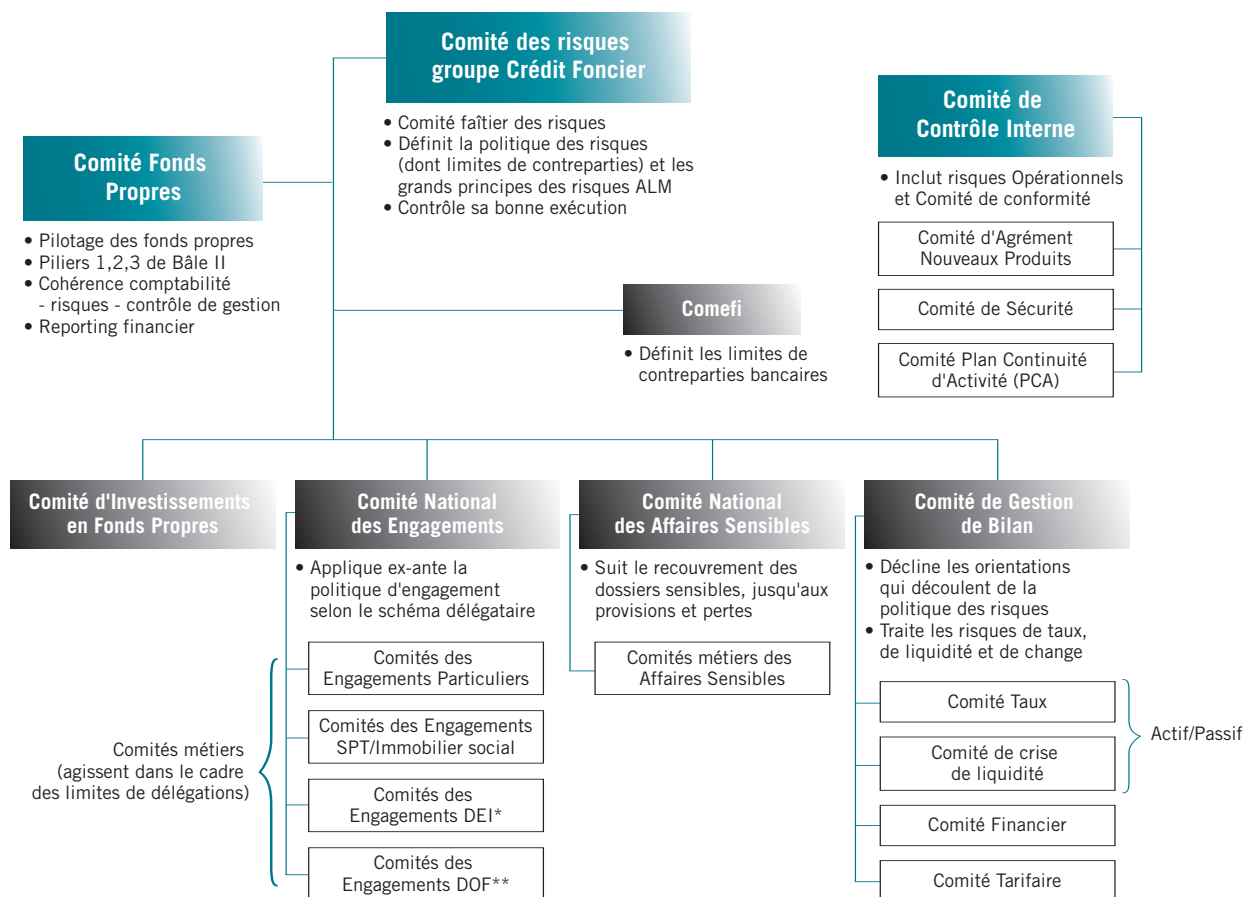 Comité des risques
groupe Crédit Foncier
• Comité faîtier des risques
• Définit la politique des risques
(dont limites de contreparties) et les
grands principes des risques ALM
• Contrôle sa bonne exécution
Comité de
Contrôle Interne
• Inclut risques Opérationnels
et Comité de conformité
Comité d'Agrément
Nouveaux Produits
Comité de Sécurité
Comité Plan Continuité
d'Activité (PCA)
Comité Fonds
Propres
• Pilotage des fonds propres
• Piliers 1,2,3 de Bâle II
• Cohérence comptabilité
- risques - contrôle de gestion
• Reporting financier
Comefi
• Définit les limites de
contreparties bancaires
Comité d'Investissements
en Fonds Propres
Comité National
des Engagements
• Applique ex-ante la
politique d'engagement
selon le schéma délégataire
Comités des
Engagements Particuliers
Comités des Engagements
SPT/Immobilier social
Comités des
Engagements DEI*
Comités des
Engagements DOF**
Comités métiers
(agissent dans le cadre
des limites de délégations)
Comité National
des Affaires Sensibles
• Suit le recouvrement des
dossiers sensibles, jusqu'aux
provisions et pertes
Comités métiers des
Affaires Sensibles
Comité de Gestion
de Bilan
• Décline les orientations
qui découlent de la
politique des risques
• Traite les risques de taux,
de liquidité et de change
Comité Taux
Comité de crise
de liquidité
Actif/Passif
Comité Financier
Comité Tarifaire